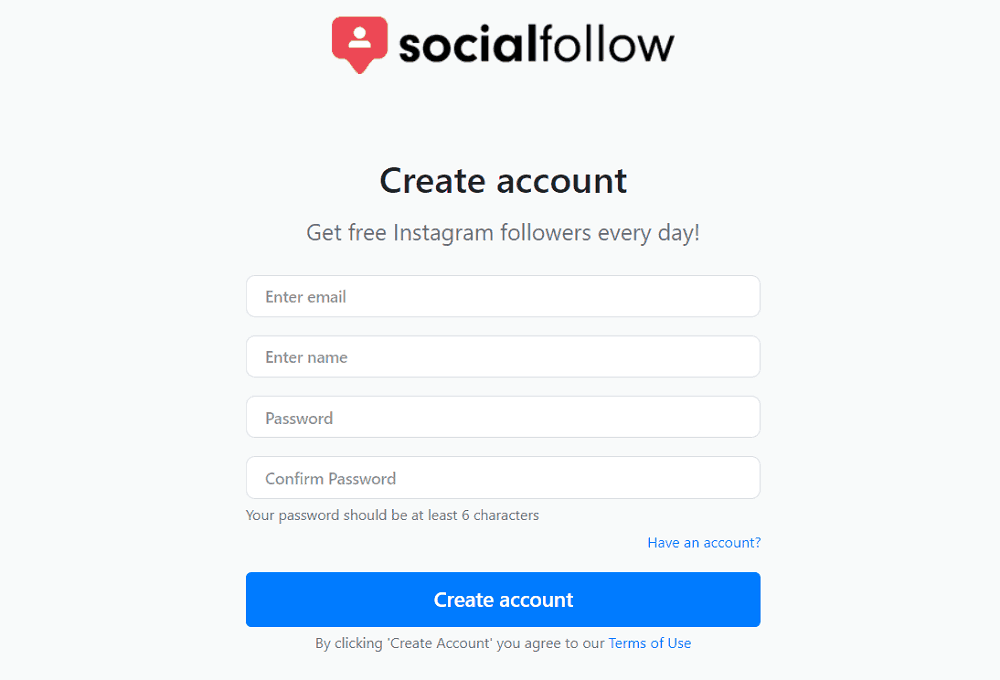 socialfollow
Create account
Get free Instagram followers every day!
Enter email
Enter name
Password
Confirm Password
Your password should be at least 6 characters
Have an account?
Create account
By clicking 'Create Account' you agree to our Terms of Use